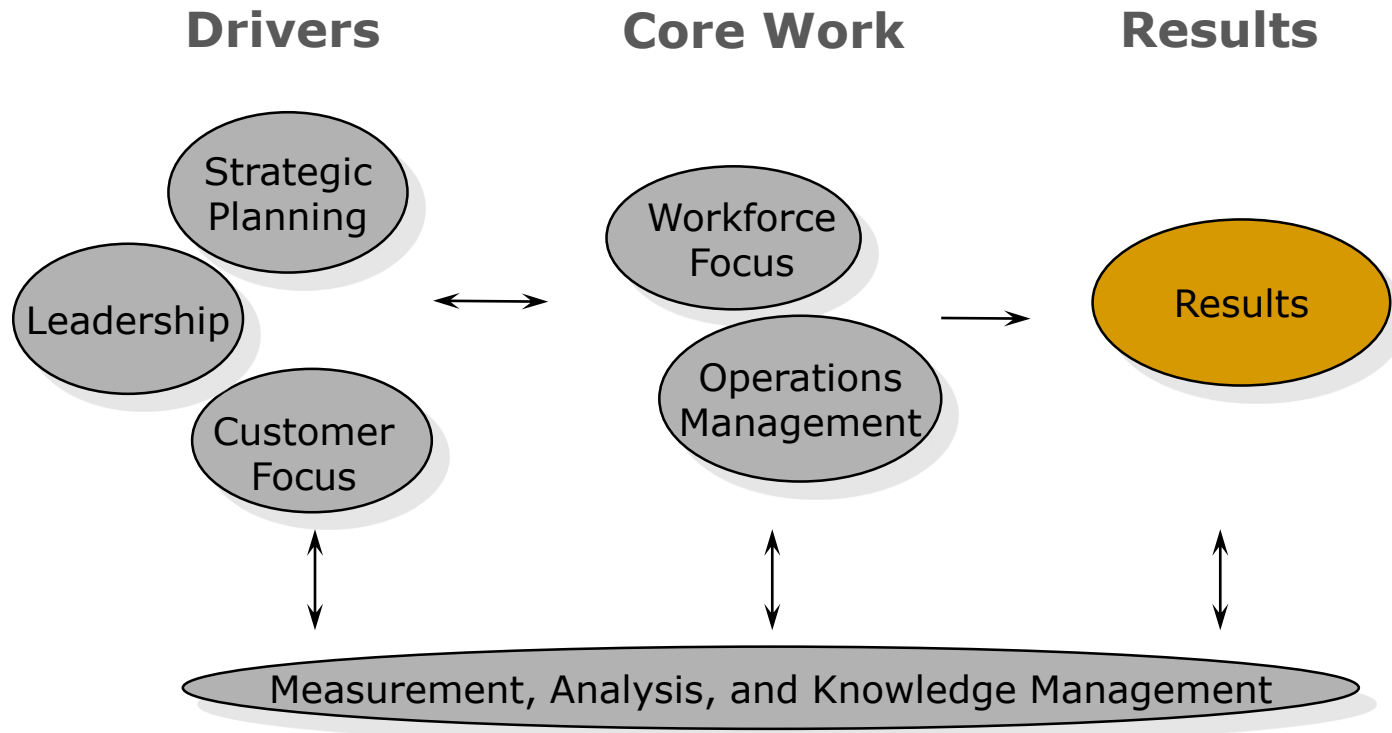 Drivers
Core Work
Results
Strategic
Planning
Leadership
Customer
Focus
Workforce
Focus
Operations
Management
Results
Measurement, Analysis, and Knowledge Management